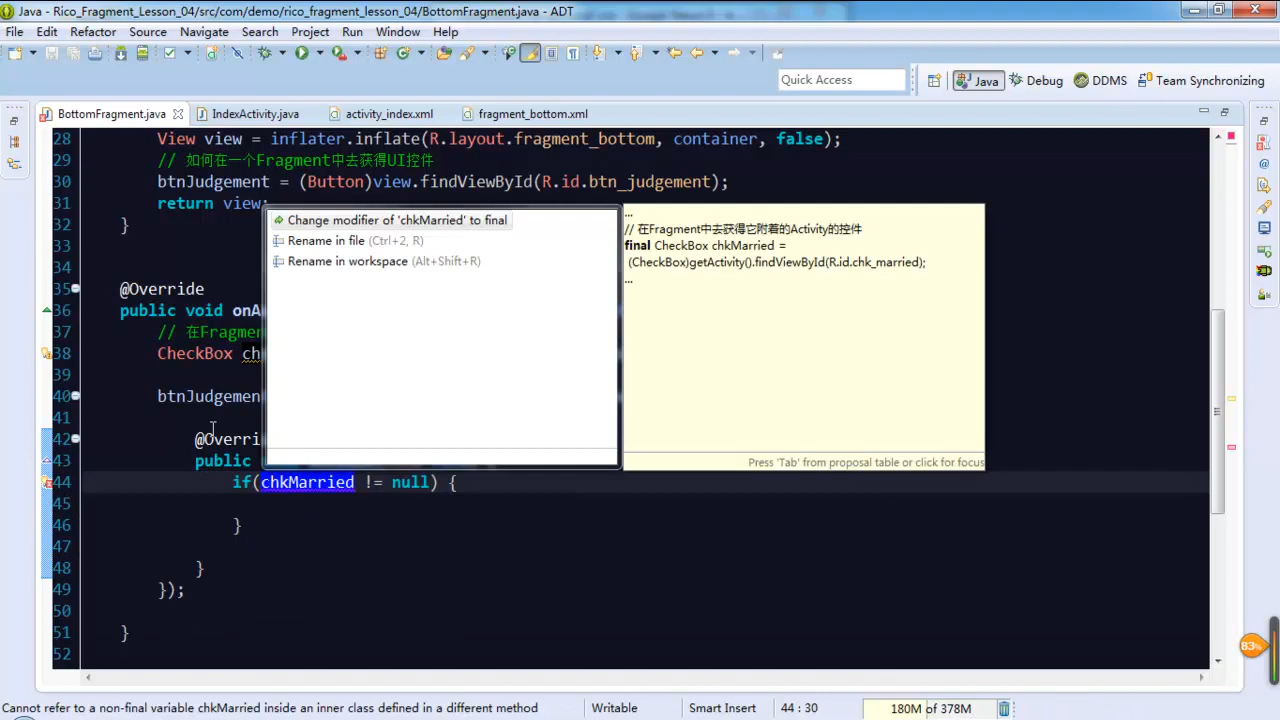 Java - Rico_Fragment_Lesson_04/src/com/demo/rico_fragment_lesson_04/BottomFragment.java - ADT
File Edit Refactor Source Navigate Search Project Run Window Help
Quick Access
Java Debug DDMS Team Synchronizing
BottomFragment.java IndexActivity.java activity_index.xml fragment_bottom.xml
28 View view = inflater.inflate(R.layout.fragment_bottom, container, false);
29 // 如何在一个Fragment中去获得UI控件
30 btnJudgement = (Button)view.findViewById(R.id.btn_judgement);
31 return view;
32 }
33
34
35 @Override
36 public void onA
37 // 在Fragm
38 CheckBox ch
39
40 btnJudgemen
41
42 @Overri
43 public
44 if(chkMarried != null) {
45
46 }
47
48 }
49 });
50
51 }
52
Change modifier of 'chkMarried' to final
Rename in file (Ctrl+2, R)
Rename in workspace (Alt+Shift+R)
...
// 在Fragment中去获得它附着的Activity的控件
final CheckBox chkMarried =
(CheckBox)getActivity().findViewById(R.id.chk_married);
...
Press 'Tab' from proposal table or click for focus
83%
Cannot refer to a non-final variable chkMarried inside an inner class defined in a different method Writable Smart Insert 44 : 30 180M of 378M